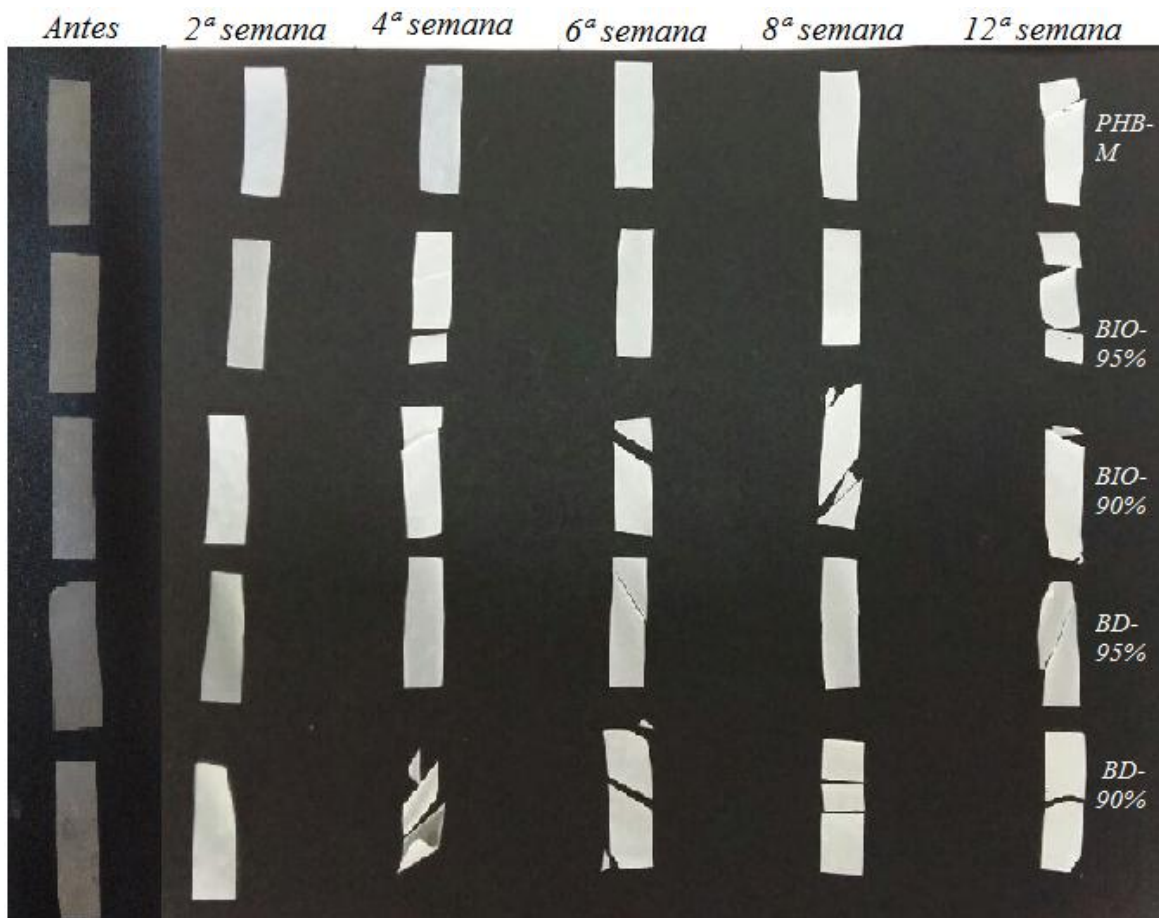 Antes 2ª semana 4ª semana 6ª semana 8ª semana 12ª semana
PHB-
M
BIO-
95%
BIO-
90%
BD-
95%
BD-
90%